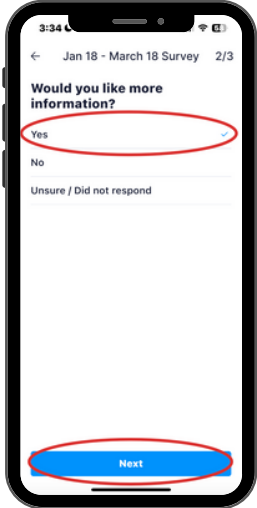 3:34
Jan 18 - March 18 Survey 2/3
Would you like more
information?
Yes
No
Unsure / Did not respond
Next